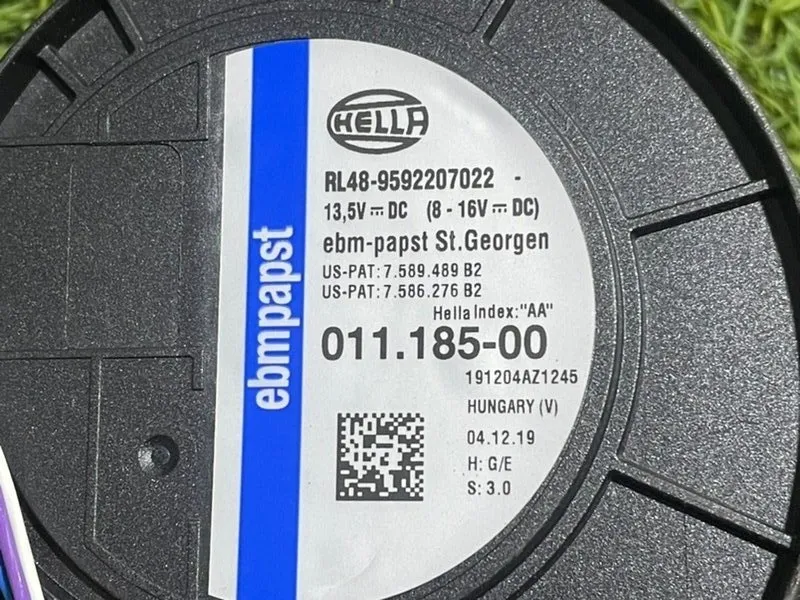 HELLA
RL48-9592207022 -
13,5V⎓DC (8 - 16V⎓DC)
ebm-papst St.Georgen
US-PAT: 7.589.489 B2
US-PAT: 7.586.276 B2
Hella Index: "AA"
011.185-00
191204AZ1245
HUNGARY (V)
04.12.19
H: G/E
S: 3.0
ebmpapst